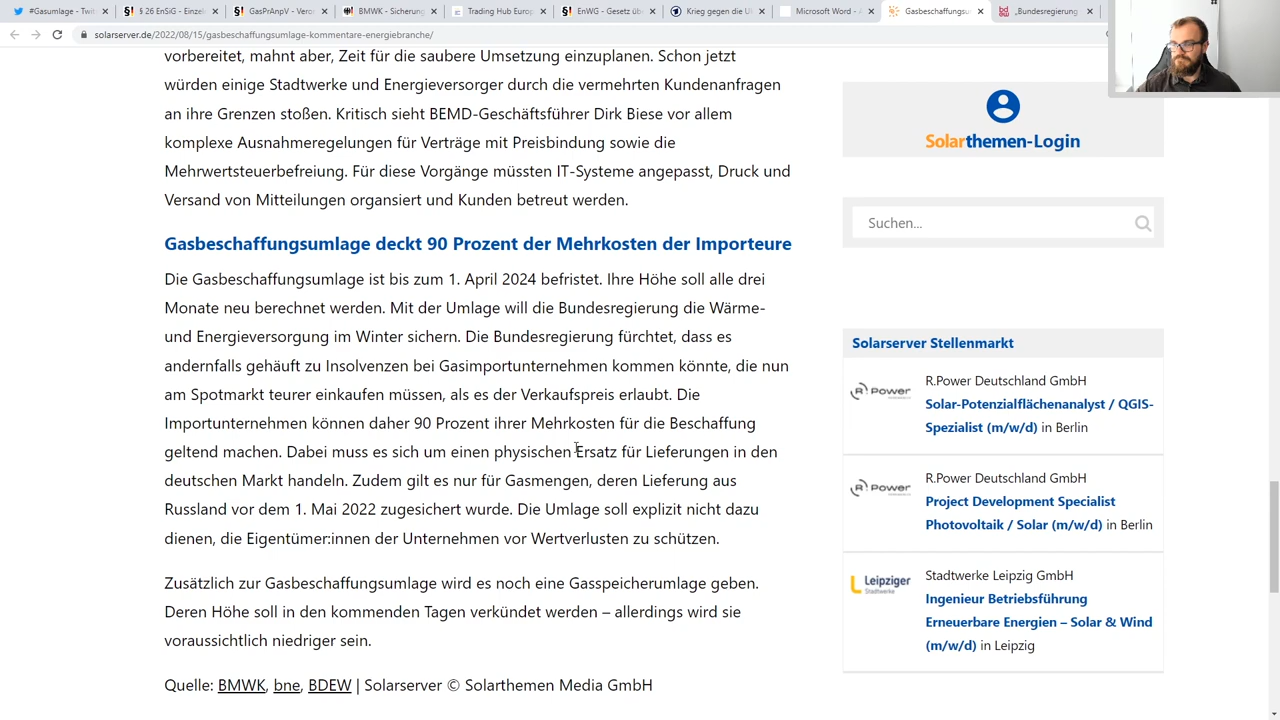 #Gasumlage - Twi
§ 26 EnSiG - Einzel
GasPrAnpV - Vero
BMWK - Sicherung
Trading Hub Europ
EnWG - Gesetz üb
Krieg gegen die Uk
Microsoft Word - A
Gasbeschaffungsu
„Bundesregierung
solarserver.de/2022/08/15/gasbeschaffungsumlage-kommentare-energiebranche/
vorbereitet, mahnt aber, Zeit für die saubere Umsetzung einzuplanen. Schon jetzt
würden einige Stadtwerke und Energieversorger durch die vermehrten Kundenanfragen
an ihre Grenzen stoßen. Kritisch sieht BEMD-Geschäftsführer Dirk Biese vor allem
komplexe Ausnahmeregelungen für Verträge mit Preisbindung sowie die
Mehrwertsteuerbefreiung. Für diese Vorgänge müssten IT-Systeme angepasst, Druck und
Versand von Mitteilungen organsiert und Kunden betreut werden.
Gasbeschaffungsumlage deckt 90 Prozent der Mehrkosten der Importeure
Die Gasbeschaffungsumlage ist bis zum 1. April 2024 befristet. Ihre Höhe soll alle drei
Monate neu berechnet werden. Mit der Umlage will die Bundesregierung die Wärme-
und Energieversorgung im Winter sichern. Die Bundesregierung fürchtet, dass es
andernfalls gehäuft zu Insolvenzen bei Gasimportunternehmen kommen könnte, die nun
am Spotmarkt teurer einkaufen müssen, als es der Verkaufspreis erlaubt. Die
Importunternehmen können daher 90 Prozent ihrer Mehrkosten für die Beschaffung
geltend machen. Dabei muss es sich um einen physischen Ersatz für Lieferungen in den
deutschen Markt handeln. Zudem gilt es nur für Gasmengen, deren Lieferung aus
Russland vor dem 1. Mai 2022 zugesichert wurde. Die Umlage soll explizit nicht dazu
dienen, die Eigentümer:innen der Unternehmen vor Wertverlusten zu schützen.
Zusätzlich zur Gasbeschaffungsumlage wird es noch eine Gasspeicherumlage geben.
Deren Höhe soll in den kommenden Tagen verkündet werden – allerdings wird sie
voraussichtlich niedriger sein.
Quelle: BMWK, bne, BDEW | Solarserver © Solarthemen Media GmbH
Solarthemen-Login
Suchen...
Solarserver Stellenmarkt
R.Power
R.Power Deutschland GmbH
Solar-Potenzialflächenanalyst / QGIS-
Spezialist (m/w/d) in Berlin
R.Power
R.Power Deutschland GmbH
Project Development Specialist
Photovoltaik / Solar (m/w/d) in Berlin
Leipziger
Stadtwerke
Stadtwerke Leipzig GmbH
Ingenieur Betriebsführung
Erneuerbare Energien – Solar & Wind
(m/w/d) in Leipzig